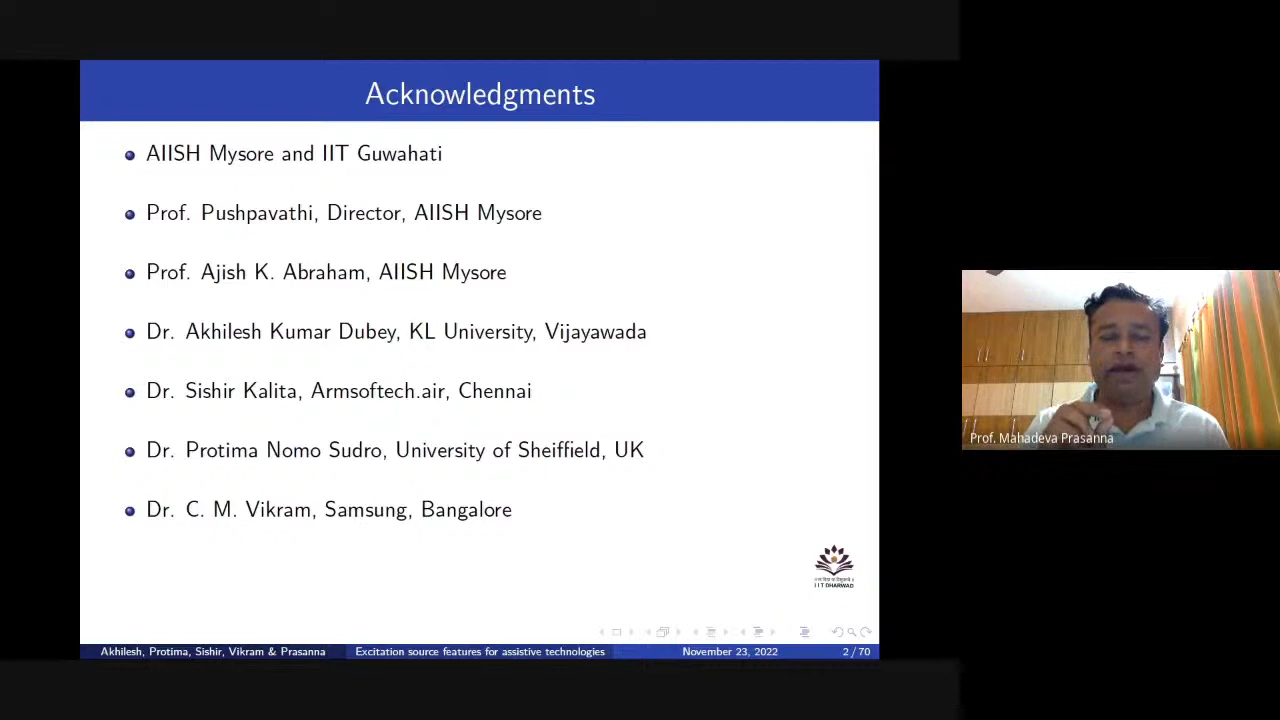 Acknowledgments
AIISH Mysore and IIT Guwahati
Prof. Pushpavathi, Director, AIISH Mysore
Prof. Ajish K. Abraham, AIISH Mysore
Dr. Akhilesh Kumar Dubey, KL University, Vijayawada
Dr. Sishir Kalita, Armsoftech.air, Chennai
Dr. Protima Nomo Sudro, University of Sheiffield, UK
Dr. C. M. Vikram, Samsung, Bangalore
IIT DHARWAD
Akhilesh, Protima, Sishir, Vikram & Prasanna Excitation source features for assistive technologies November 23, 2022 2 / 70
Prof. Mahadeva Prasanna